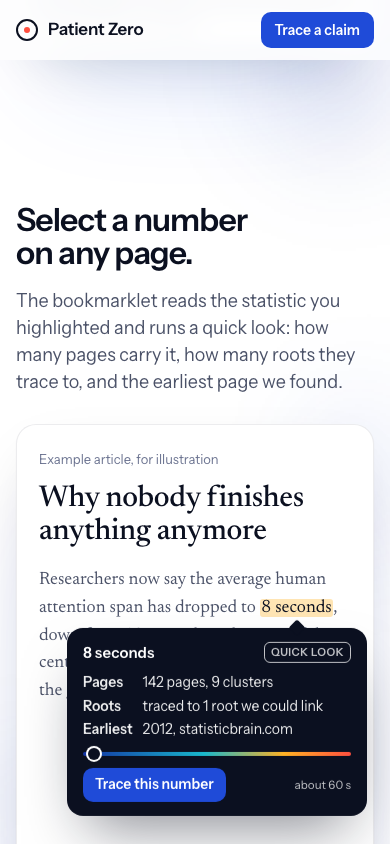 Patient Zero
Trace a claim
Select a number
on any page.
The bookmarklet reads the statistic you
highlighted and runs a quick look: how
many pages carry it, how many roots they
trace to, and the earliest page we found.
Example article, for illustration
Why nobody finishes
anything anymore
Researchers now say the average human
attention span has dropped to 8 seconds,
the
8 seconds
QUICK LOOK
Pages 142 pages, 9 clusters
Roots traced to 1 root we could link
Earliest 2012, statisticbrain.com
Trace this number
about 60 s